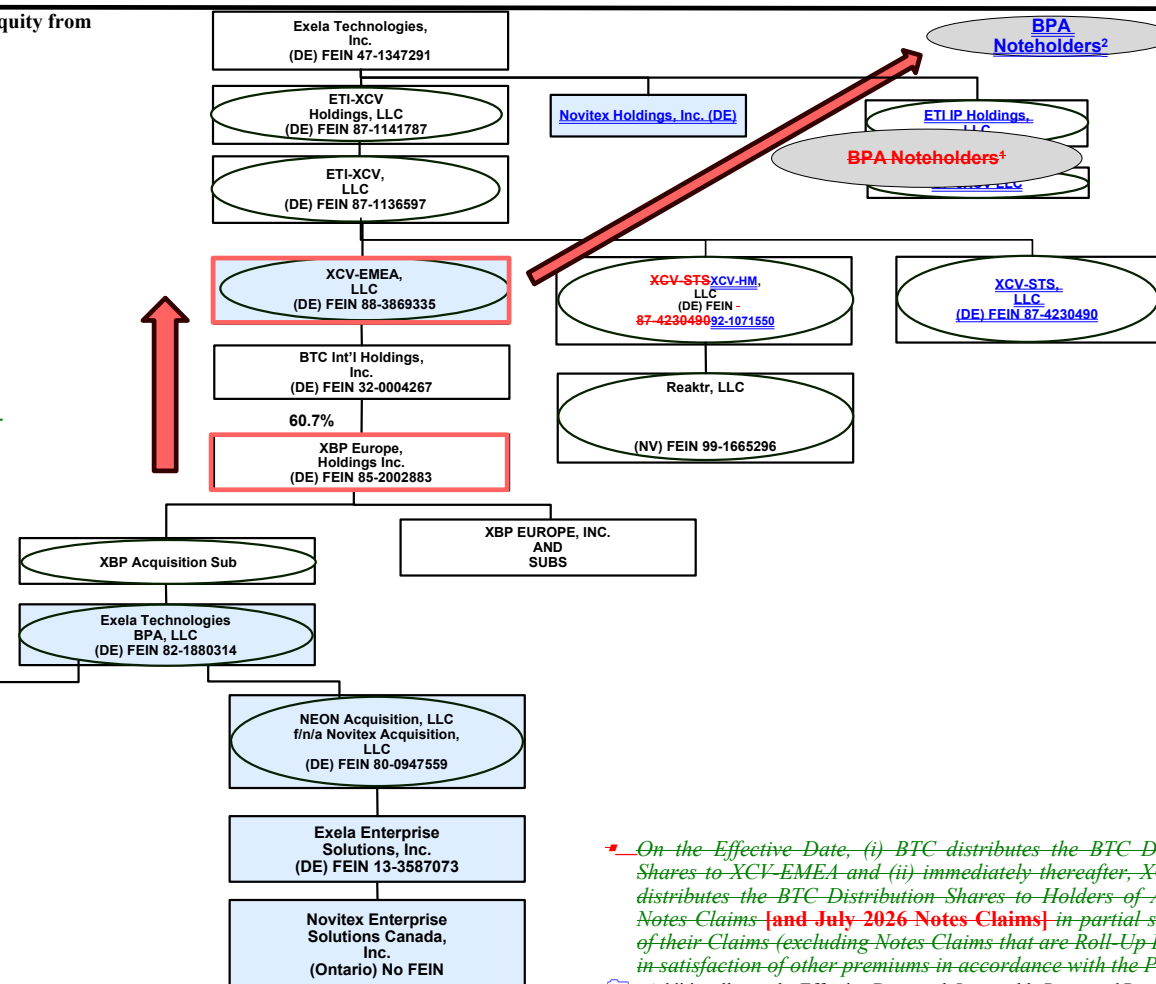 quity from
Exela Technologies,
Inc.
(DE) FEIN 47-1347291
BPA
Noteholders2
ETI-XCV
Holdings, LLC
(DE) FEIN 87-1141787
Novitex Holdings, Inc. (DE)
ETI IP Holdings,
LLC
BPA Noteholders1
ETI-XCV,
LLC
(DE) FEIN 87-1136597
XCV-EMEA,
LLC
(DE) FEIN 88-3869335
XCV-STSXCV-HM,
LLC
(DE) FEIN -
87-423049092-1071550
XCV-STS,
LLC
(DE) FEIN 87-4230490
BTC Int'l Holdings,
Inc.
(DE) FEIN 32-0004267
Reaktr, LLC
(NV) FEIN 99-1665296
60.7%
XBP Europe,
Holdings Inc.
(DE) FEIN 85-2002883
XBP EUROPE, INC.
AND
SUBS
XBP Acquisition Sub
Exela Technologies
BPA, LLC
(DE) FEIN 82-1880314
NEON Acquisition, LLC
f/n/a Novitex Acquisition,
LLC
(DE) FEIN 80-0947559
Exela Enterprise
Solutions, Inc.
(DE) FEIN 13-3587073
Novitex Enterprise
Solutions Canada,
Inc.
(Ontario) No FEIN
On the Effective Date, (i) BTC distributes the BTC D
Shares to XCV-EMEA and (ii) immediately thereafter, X
distributes the BTC Distribution Shares to Holders of A
Notes Claims [and July 2026 Notes Claims] in partial s
of their Claims (excluding Notes Claims that are Roll-Up
in satisfaction of other premiums in accordance with the P